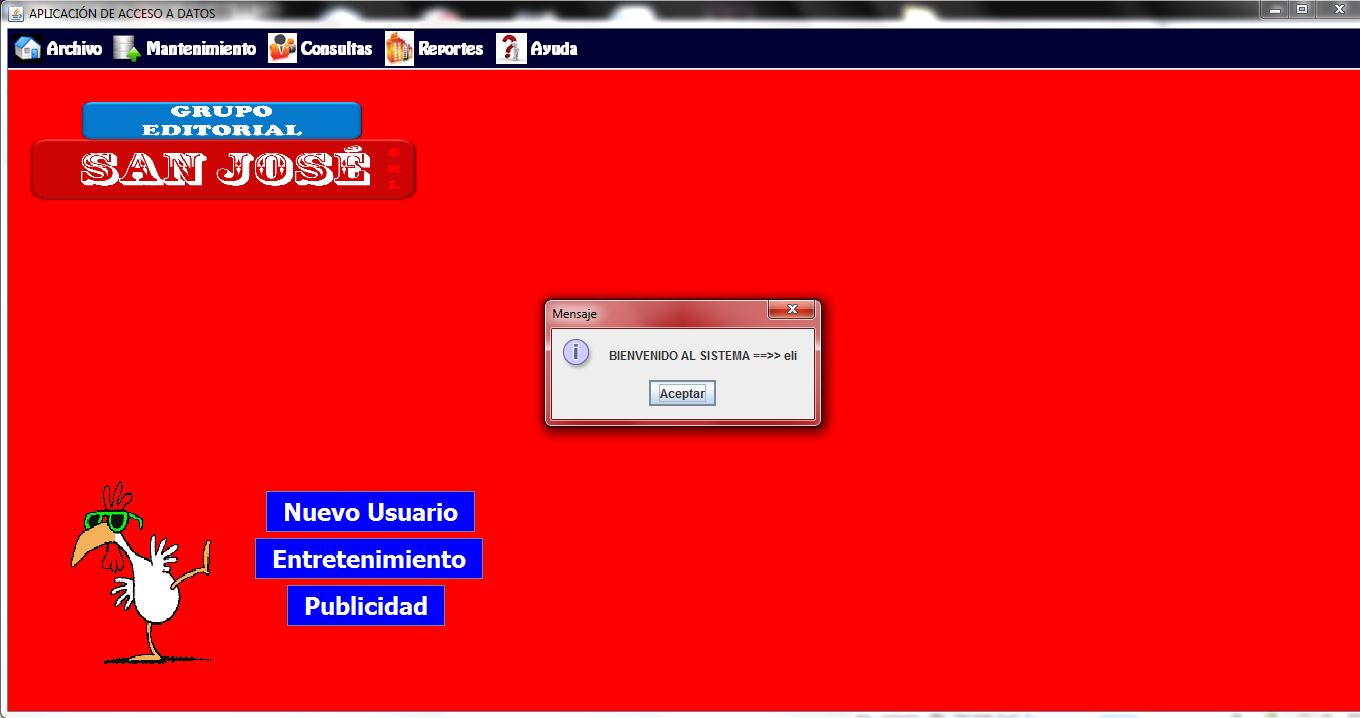 APLICACIÓN DE ACCESO A DATOS
Archivo Mantenimiento Consultas Reportes Ayuda
GRUPO
EDITORIAL
SAN JOSÉ SRL
Mensaje
BIENVENIDO AL SISTEMA ==>> eli
Aceptar
Nuevo Usuario
Entretenimiento
Publicidad